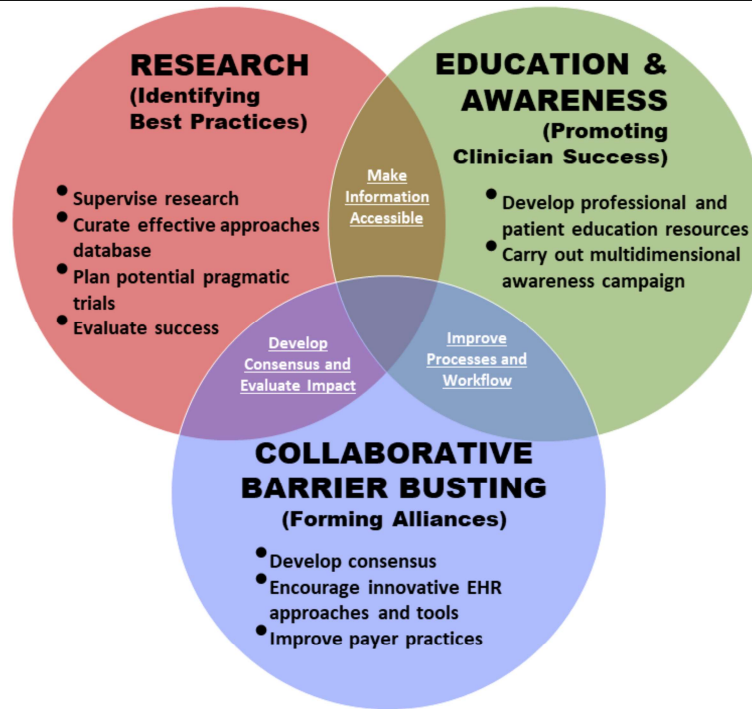 RESEARCH
(Identifying
Best Practices)
• Supervise research
• Curate effective approaches
database
• Plan potential pragmatic
trials
• Evaluate success
EDUCATION &
AWARENESS
(Promoting
Clinician Success)
• Develop professional and
patient education resources
• Carry out multidimensional
awareness campaign
Make
Information
Accessible
Develop
Consensus and
Evaluate Impact
Improve
Processes and
Workflow
COLLABORATIVE
BARRIER BUSTING
(Forming Alliances)
• Develop consensus
• Encourage innovative EHR
approaches and tools
• Improve payer practices